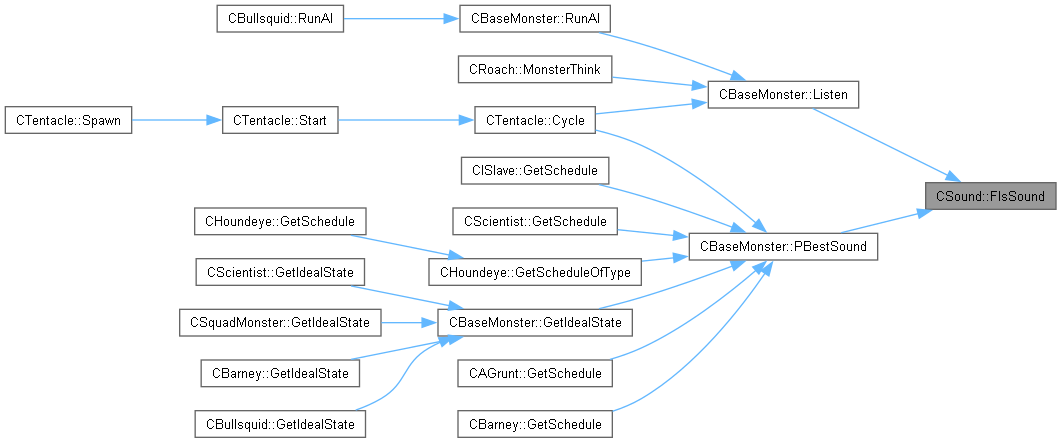 CBullsquid::RunAI
CBaseMonster::RunAI
CRoach::MonsterThink
CBaseMonster::Listen
CTentacle::Spawn
CTentacle::Start
CTentacle::Cycle
CISlave::GetSchedule
CSound::FIsSound
CHoundeye::GetSchedule
CScientist::GetSchedule
CBaseMonster::PBestSound
CScientist::GetIdealState
CHoundeye::GetScheduleOfType
CSquadMonster::GetIdealState
CBaseMonster::GetIdealState
CBarney::GetIdealState
CAGrunt::GetSchedule
CBullsquid::GetIdealState
CBarney::GetSchedule